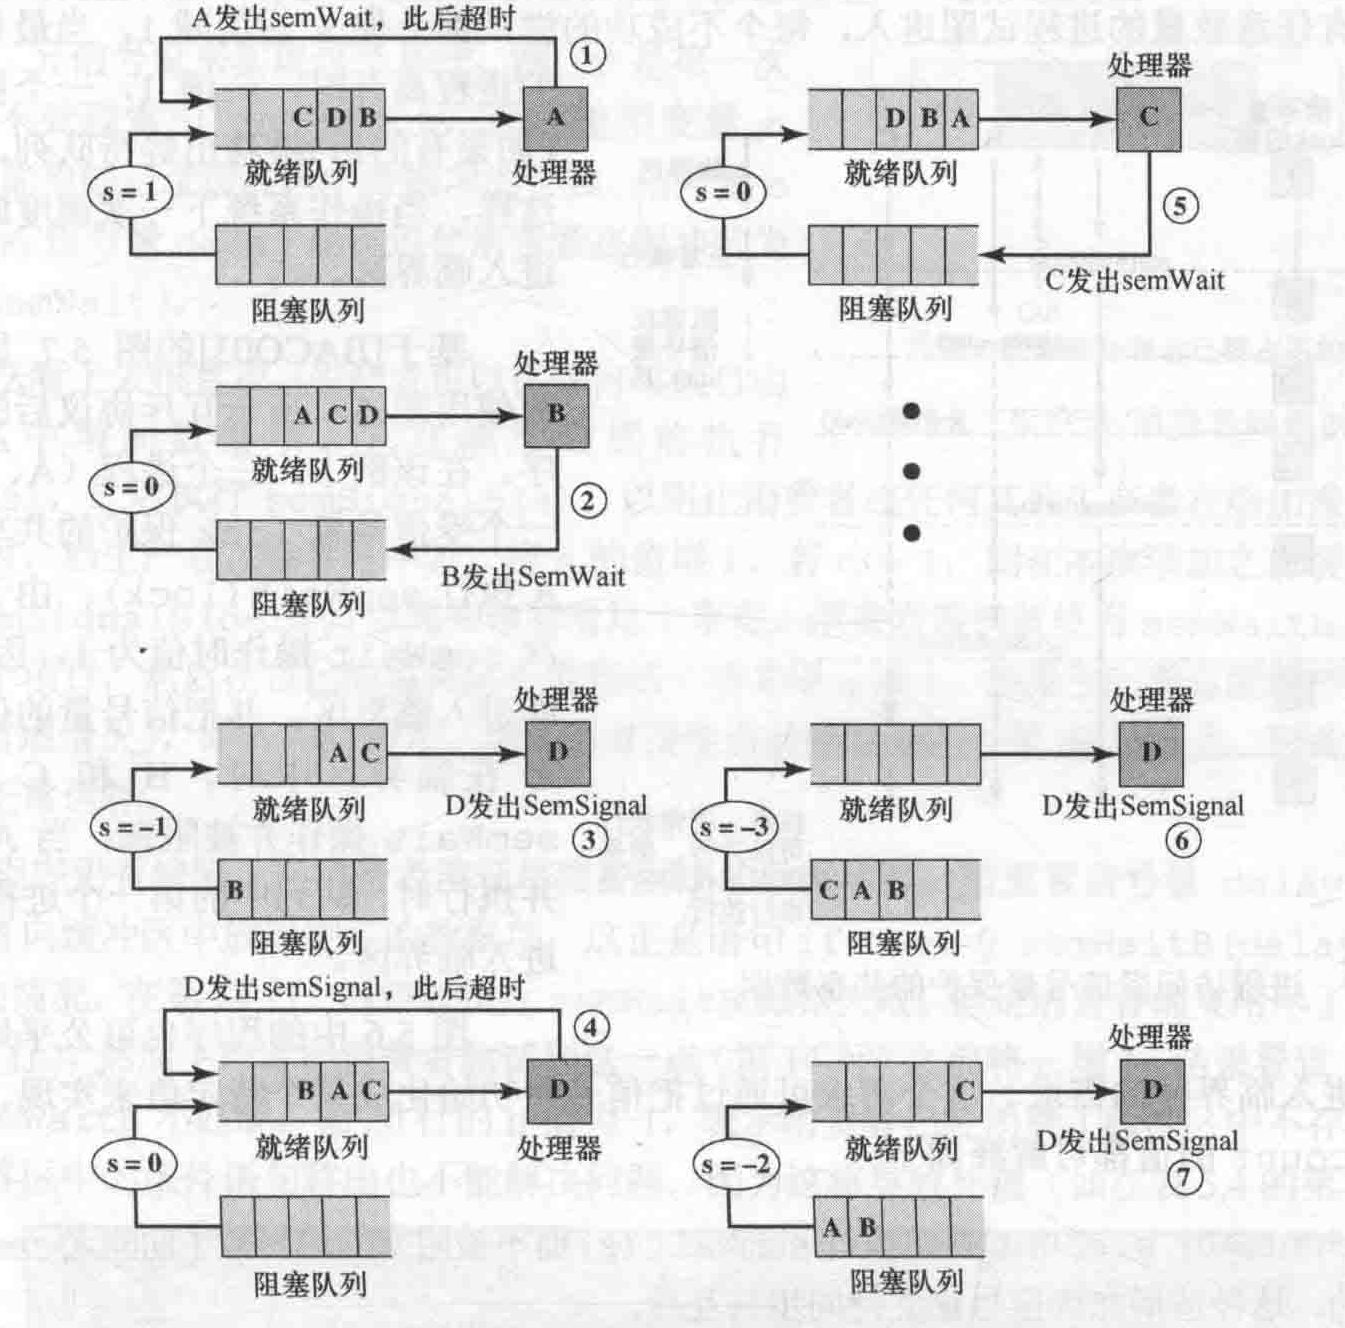 A发出semWait，此后超时
①
C D B
A
就绪队列
处理器
s = 1
阻塞队列
处理器
A C D
B
就绪队列
s = 0
②
B发出SemWait
阻塞队列
处理器
A C
D
就绪队列
D发出SemSignal
③
s = –1
B
阻塞队列
D发出semSignal，此后超时
④
B A C
D
就绪队列
处理器
s = 0
阻塞队列
处理器
D B A
C
就绪队列
s = 0
⑤
C发出semWait
阻塞队列
处理器
D
就绪队列
D发出SemSignal
⑥
s = –3
C A B
阻塞队列
处理器
C
D
就绪队列
D发出SemSignal
⑦
s = –2
A B
阻塞队列